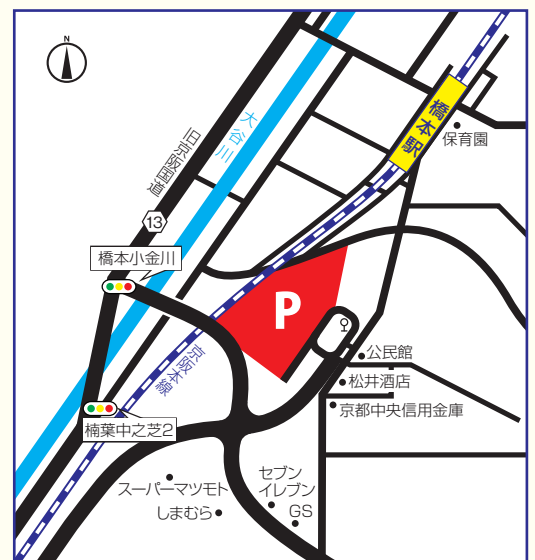 N
橋本駅
保育園
大谷川
旧京阪国道
13
橋本小金川
P
京阪本線
公民館
松井酒店
京都中央信用金庫
楠葉中之芝2
セブン
イレブン
スーパーマツモト
しまむら
GS